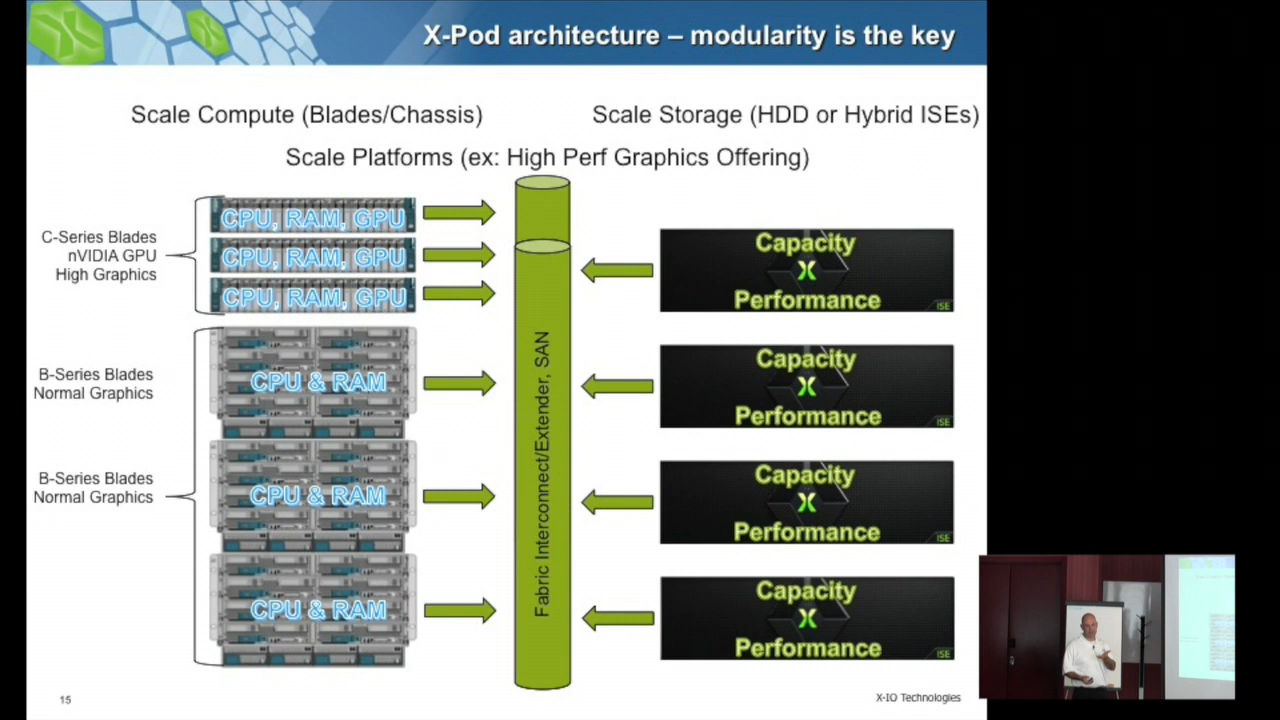 X-Pod architecture – modularity is the key
Scale Compute (Blades/Chassis)
Scale Storage (HDD or Hybrid ISEs)
Scale Platforms (ex: High Perf Graphics Offering)
C-Series Blades
nVIDIA GPU
High Graphics
CPU, RAM, GPU
CPU, RAM, GPU
CPU, RAM, GPU
B-Series Blades
Normal Graphics
CPU & RAM
B-Series Blades
Normal Graphics
CPU & RAM
CPU & RAM
Fabric Interconnect/Extender, SAN
Capacity
X
Performance
ISE
Capacity
X
Performance
ISE
Capacity
X
Performance
ISE
Capacity
X
Performance
ISE
15
X-IO Technologies